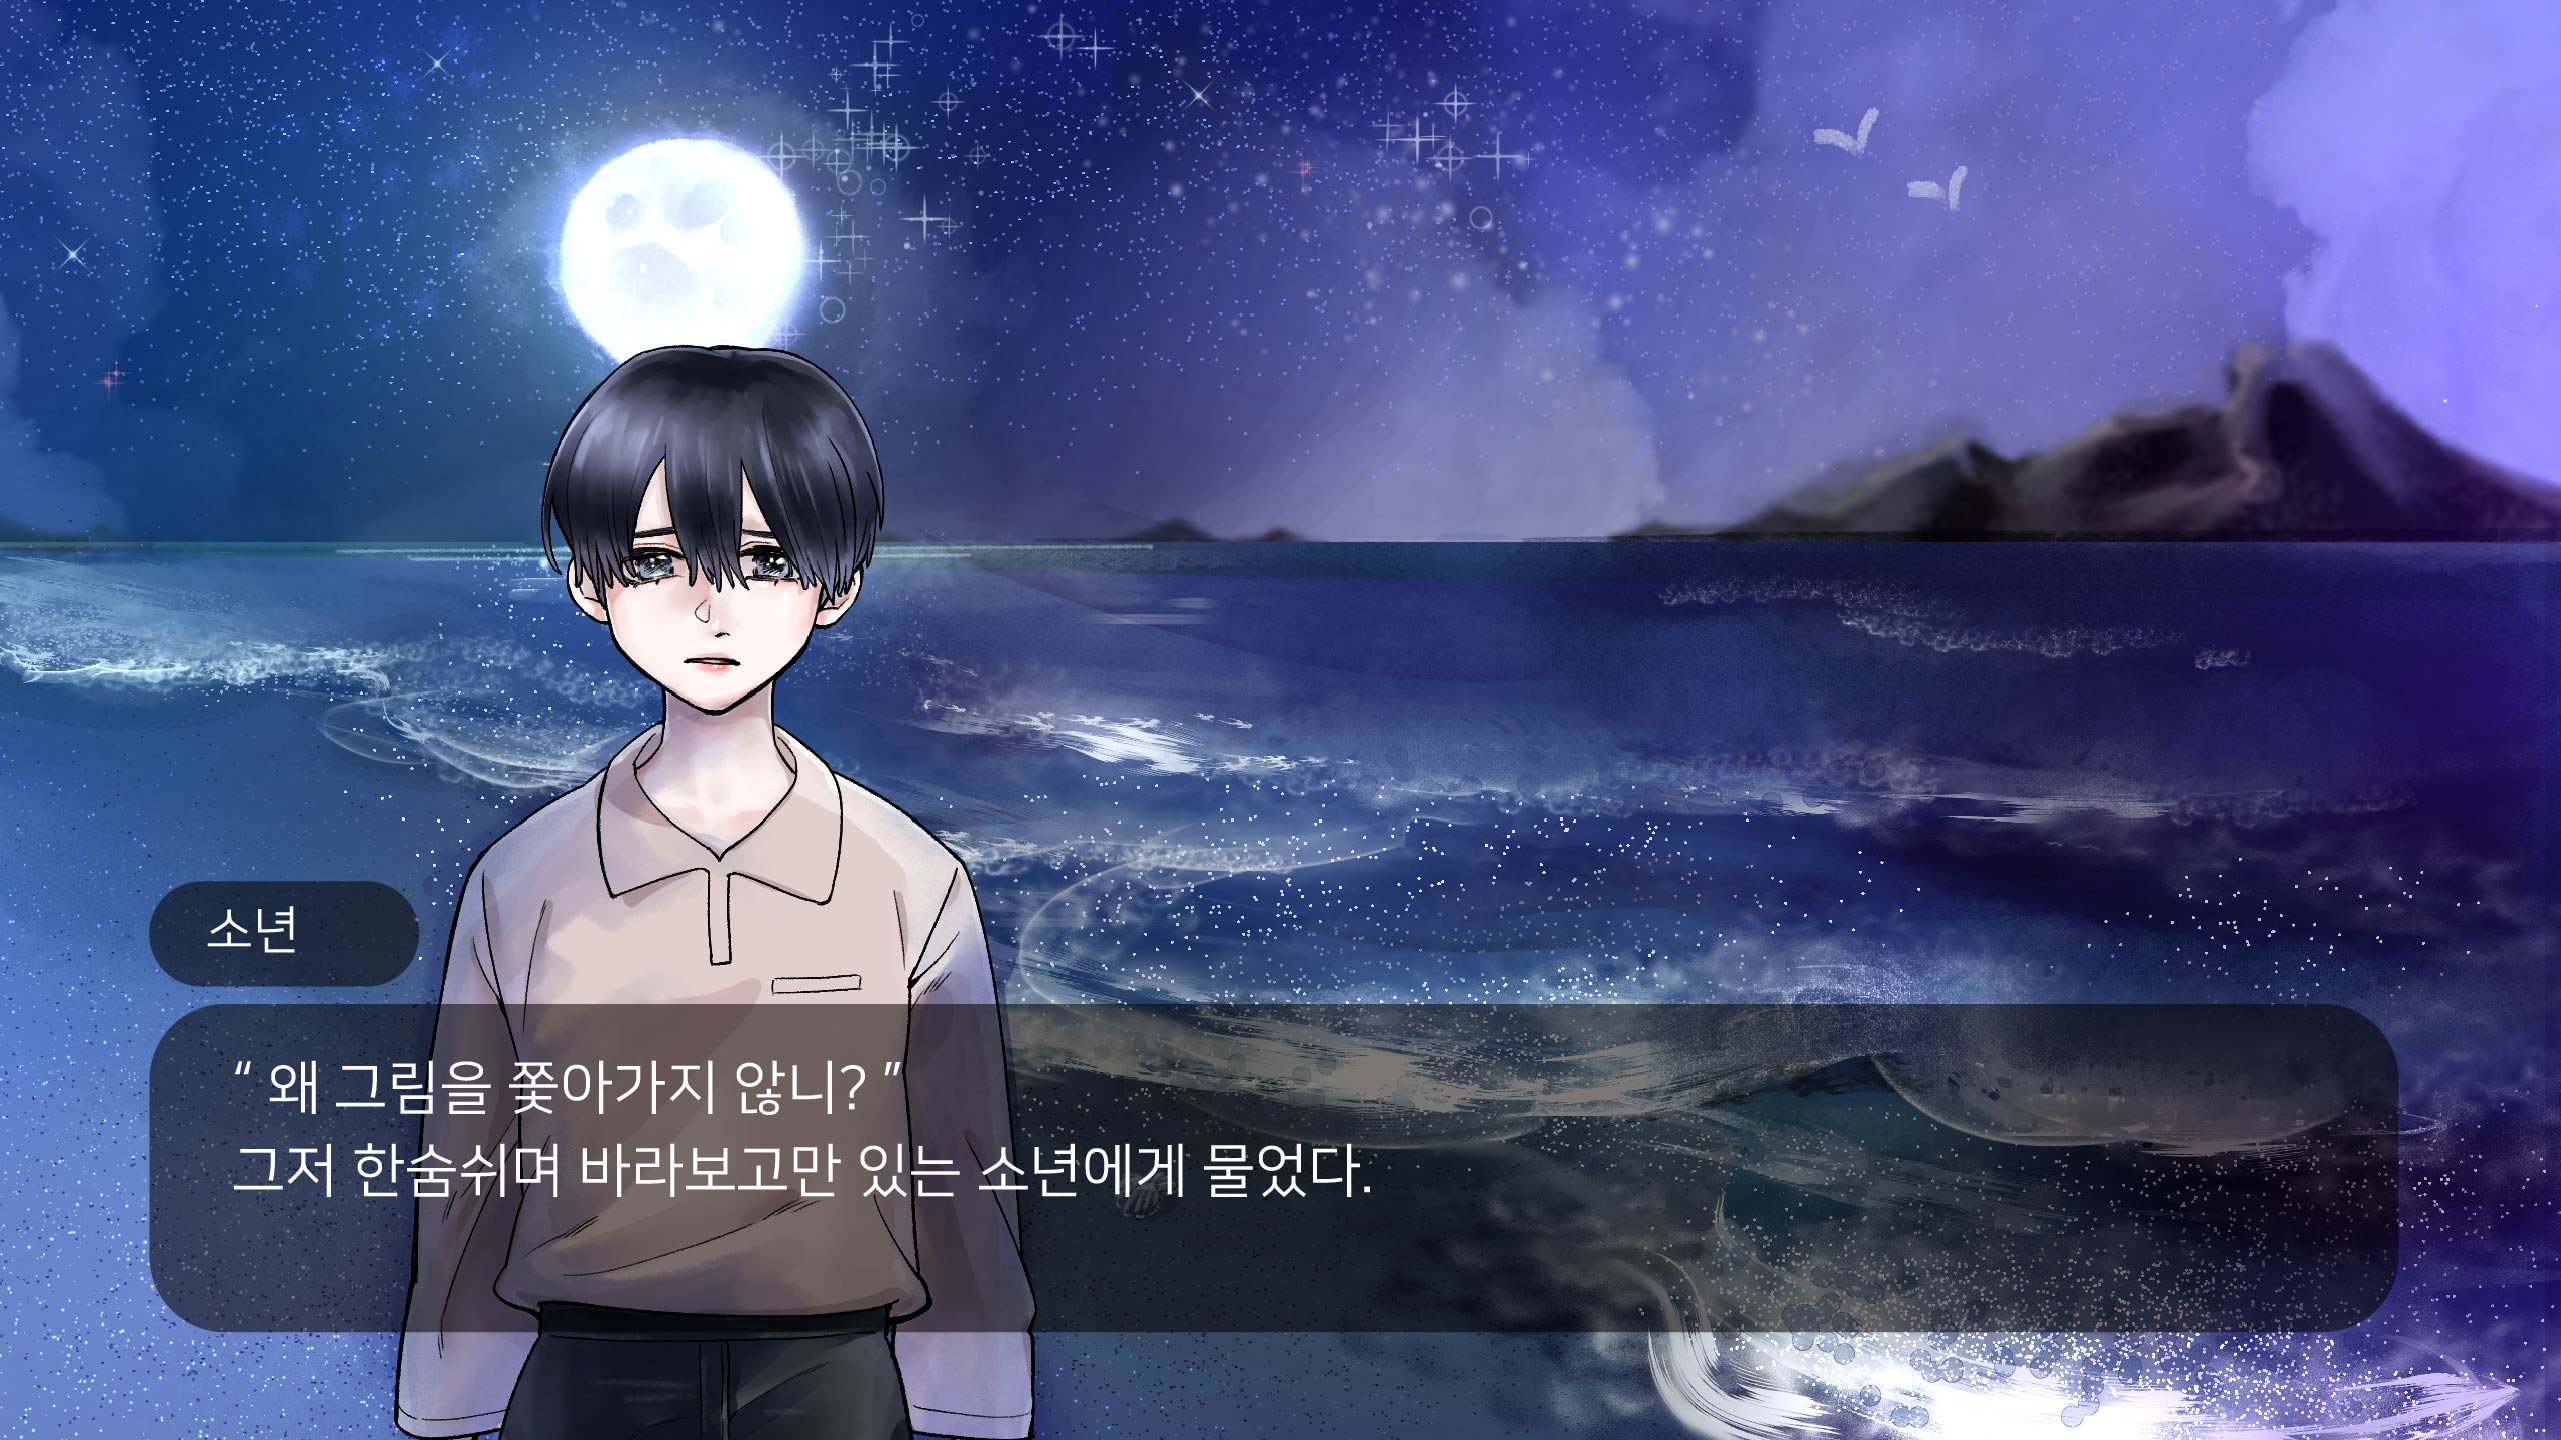 소년
“ 왜 그림을 쫓아가지 않니? ”
그저 한숨쉬며 바라보고만 있는 소년에게 물었다.